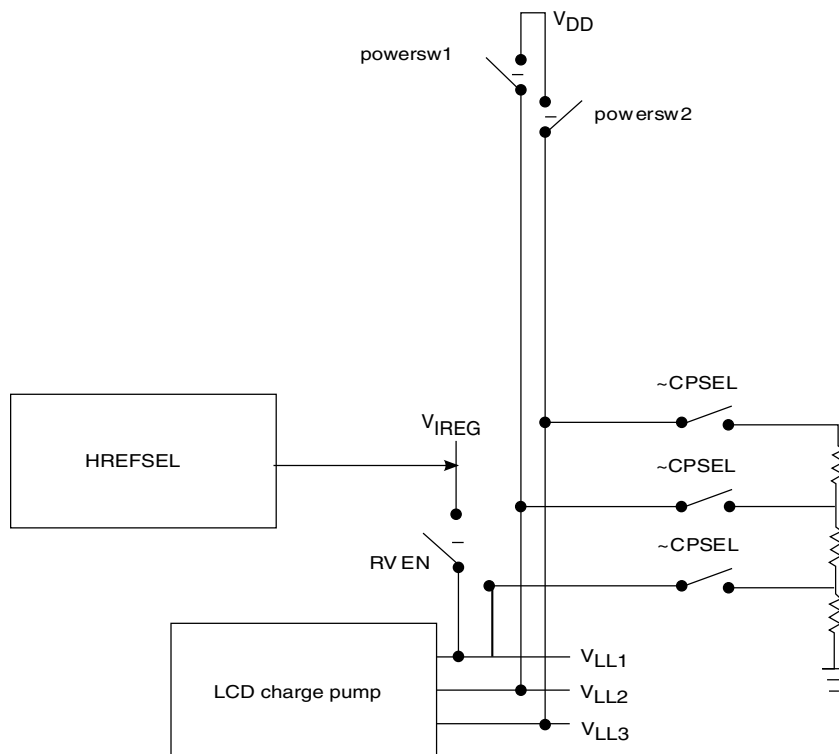 VDD
powersw1
powersw2
~CPSEL
HREFSEL
VIREG
~CPSEL
~CPSEL
RVEN
VLL1
LCD charge pump
VLL2
VLL3